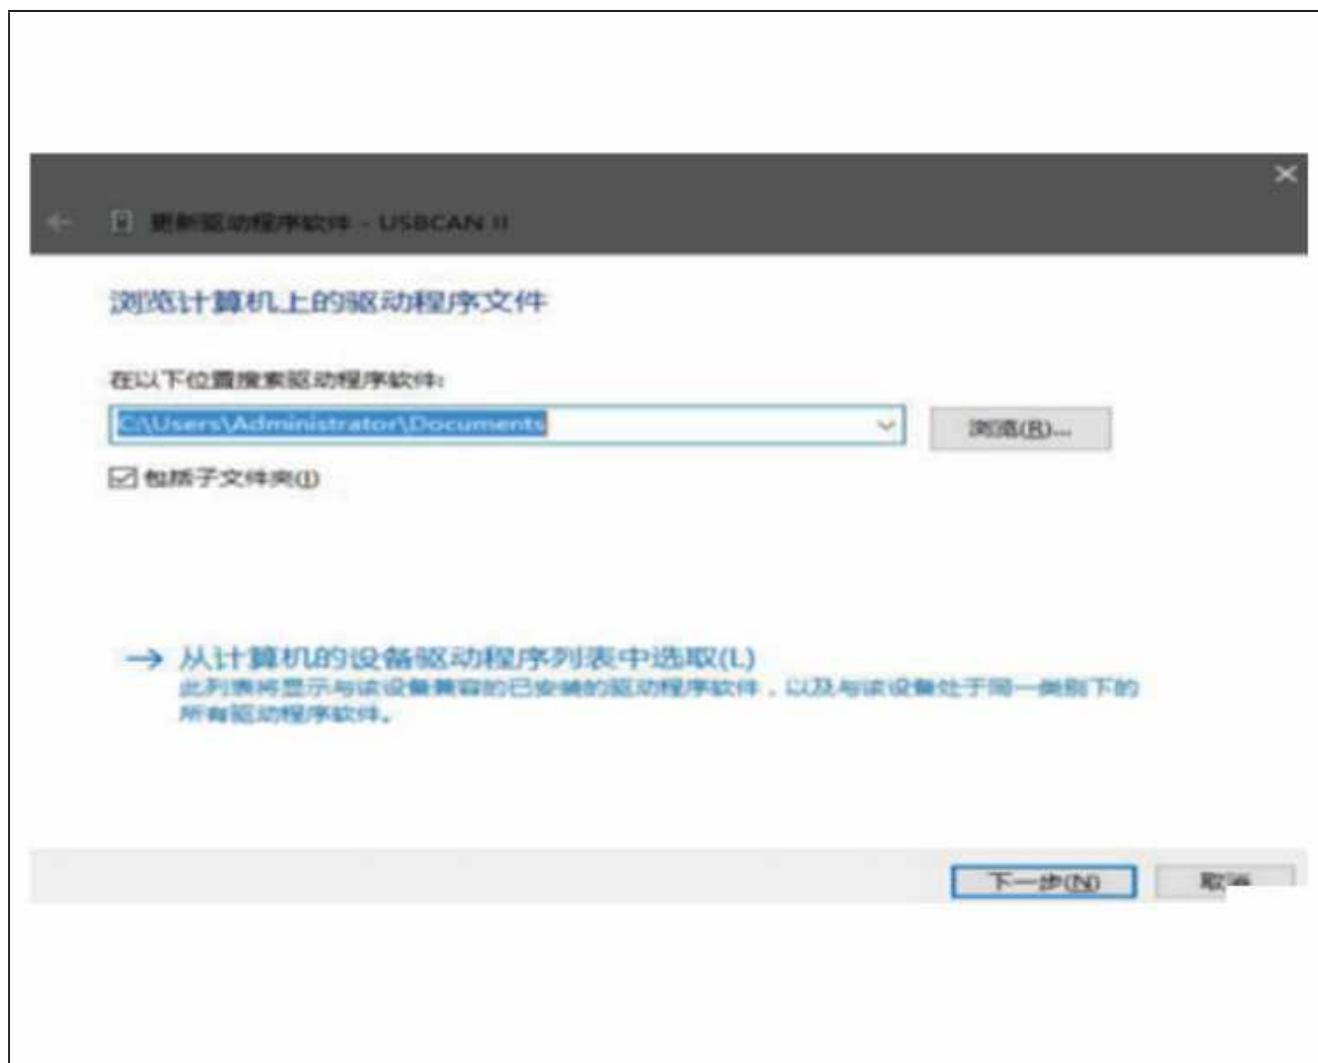 更新驱动程序软件 - USBCAN II
浏览计算机上的驱动程序文件
在以下位置搜索驱动程序软件:
C:\Users\Administrator\Documents
浏览(R)...
包括子文件夹(I)
→ 从计算机的设备驱动程序列表中选取(L)
此列表将显示与该设备兼容的已安装的驱动程序软件，以及与该设备处于同一类别下的
所有驱动程序软件。
下一步(N)
取消